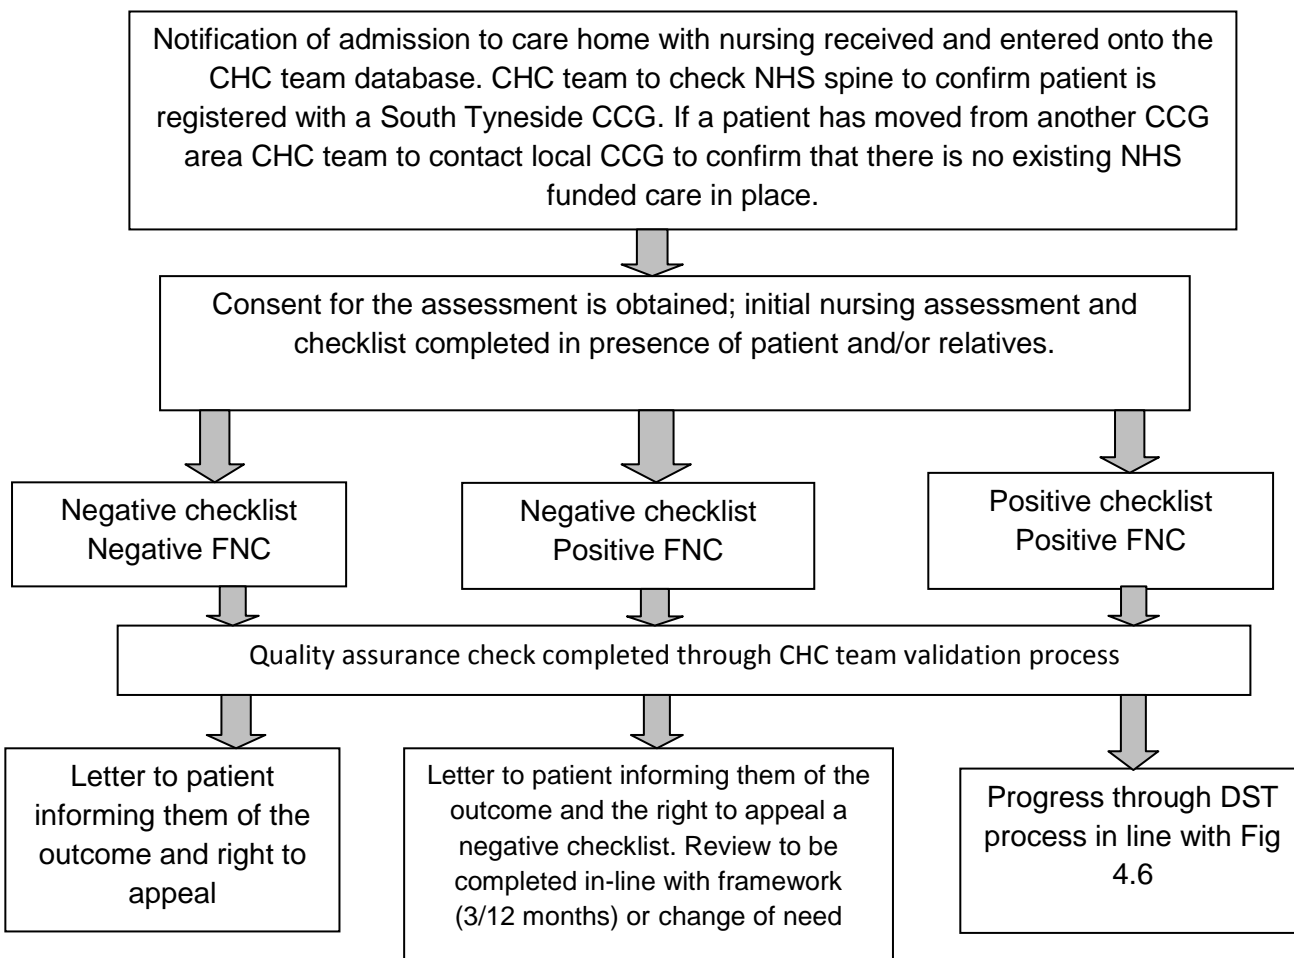 Notification of admission to care home with nursing received and entered onto the
CHC team database. CHC team to check NHS spine to confirm patient is
registered with a South Tyneside CCG. If a patient has moved from another CCG
area CHC team to contact local CCG to confirm that there is no existing NHS
funded care in place.
Consent for the assessment is obtained; initial nursing assessment and
checklist completed in presence of patient and/or relatives.
Negative checklist
Negative FNC
Negative checklist
Positive FNC
Positive checklist
Positive FNC
Quality assurance check completed through CHC team validation process
Letter to patient
informing them of the
outcome and right to
appeal
Letter to patient informing them of the
outcome and the right to appeal a
negative checklist. Review to be
completed in-line with framework
(3/12 months) or change of need
Progress through DST
process in line with Fig
4.6